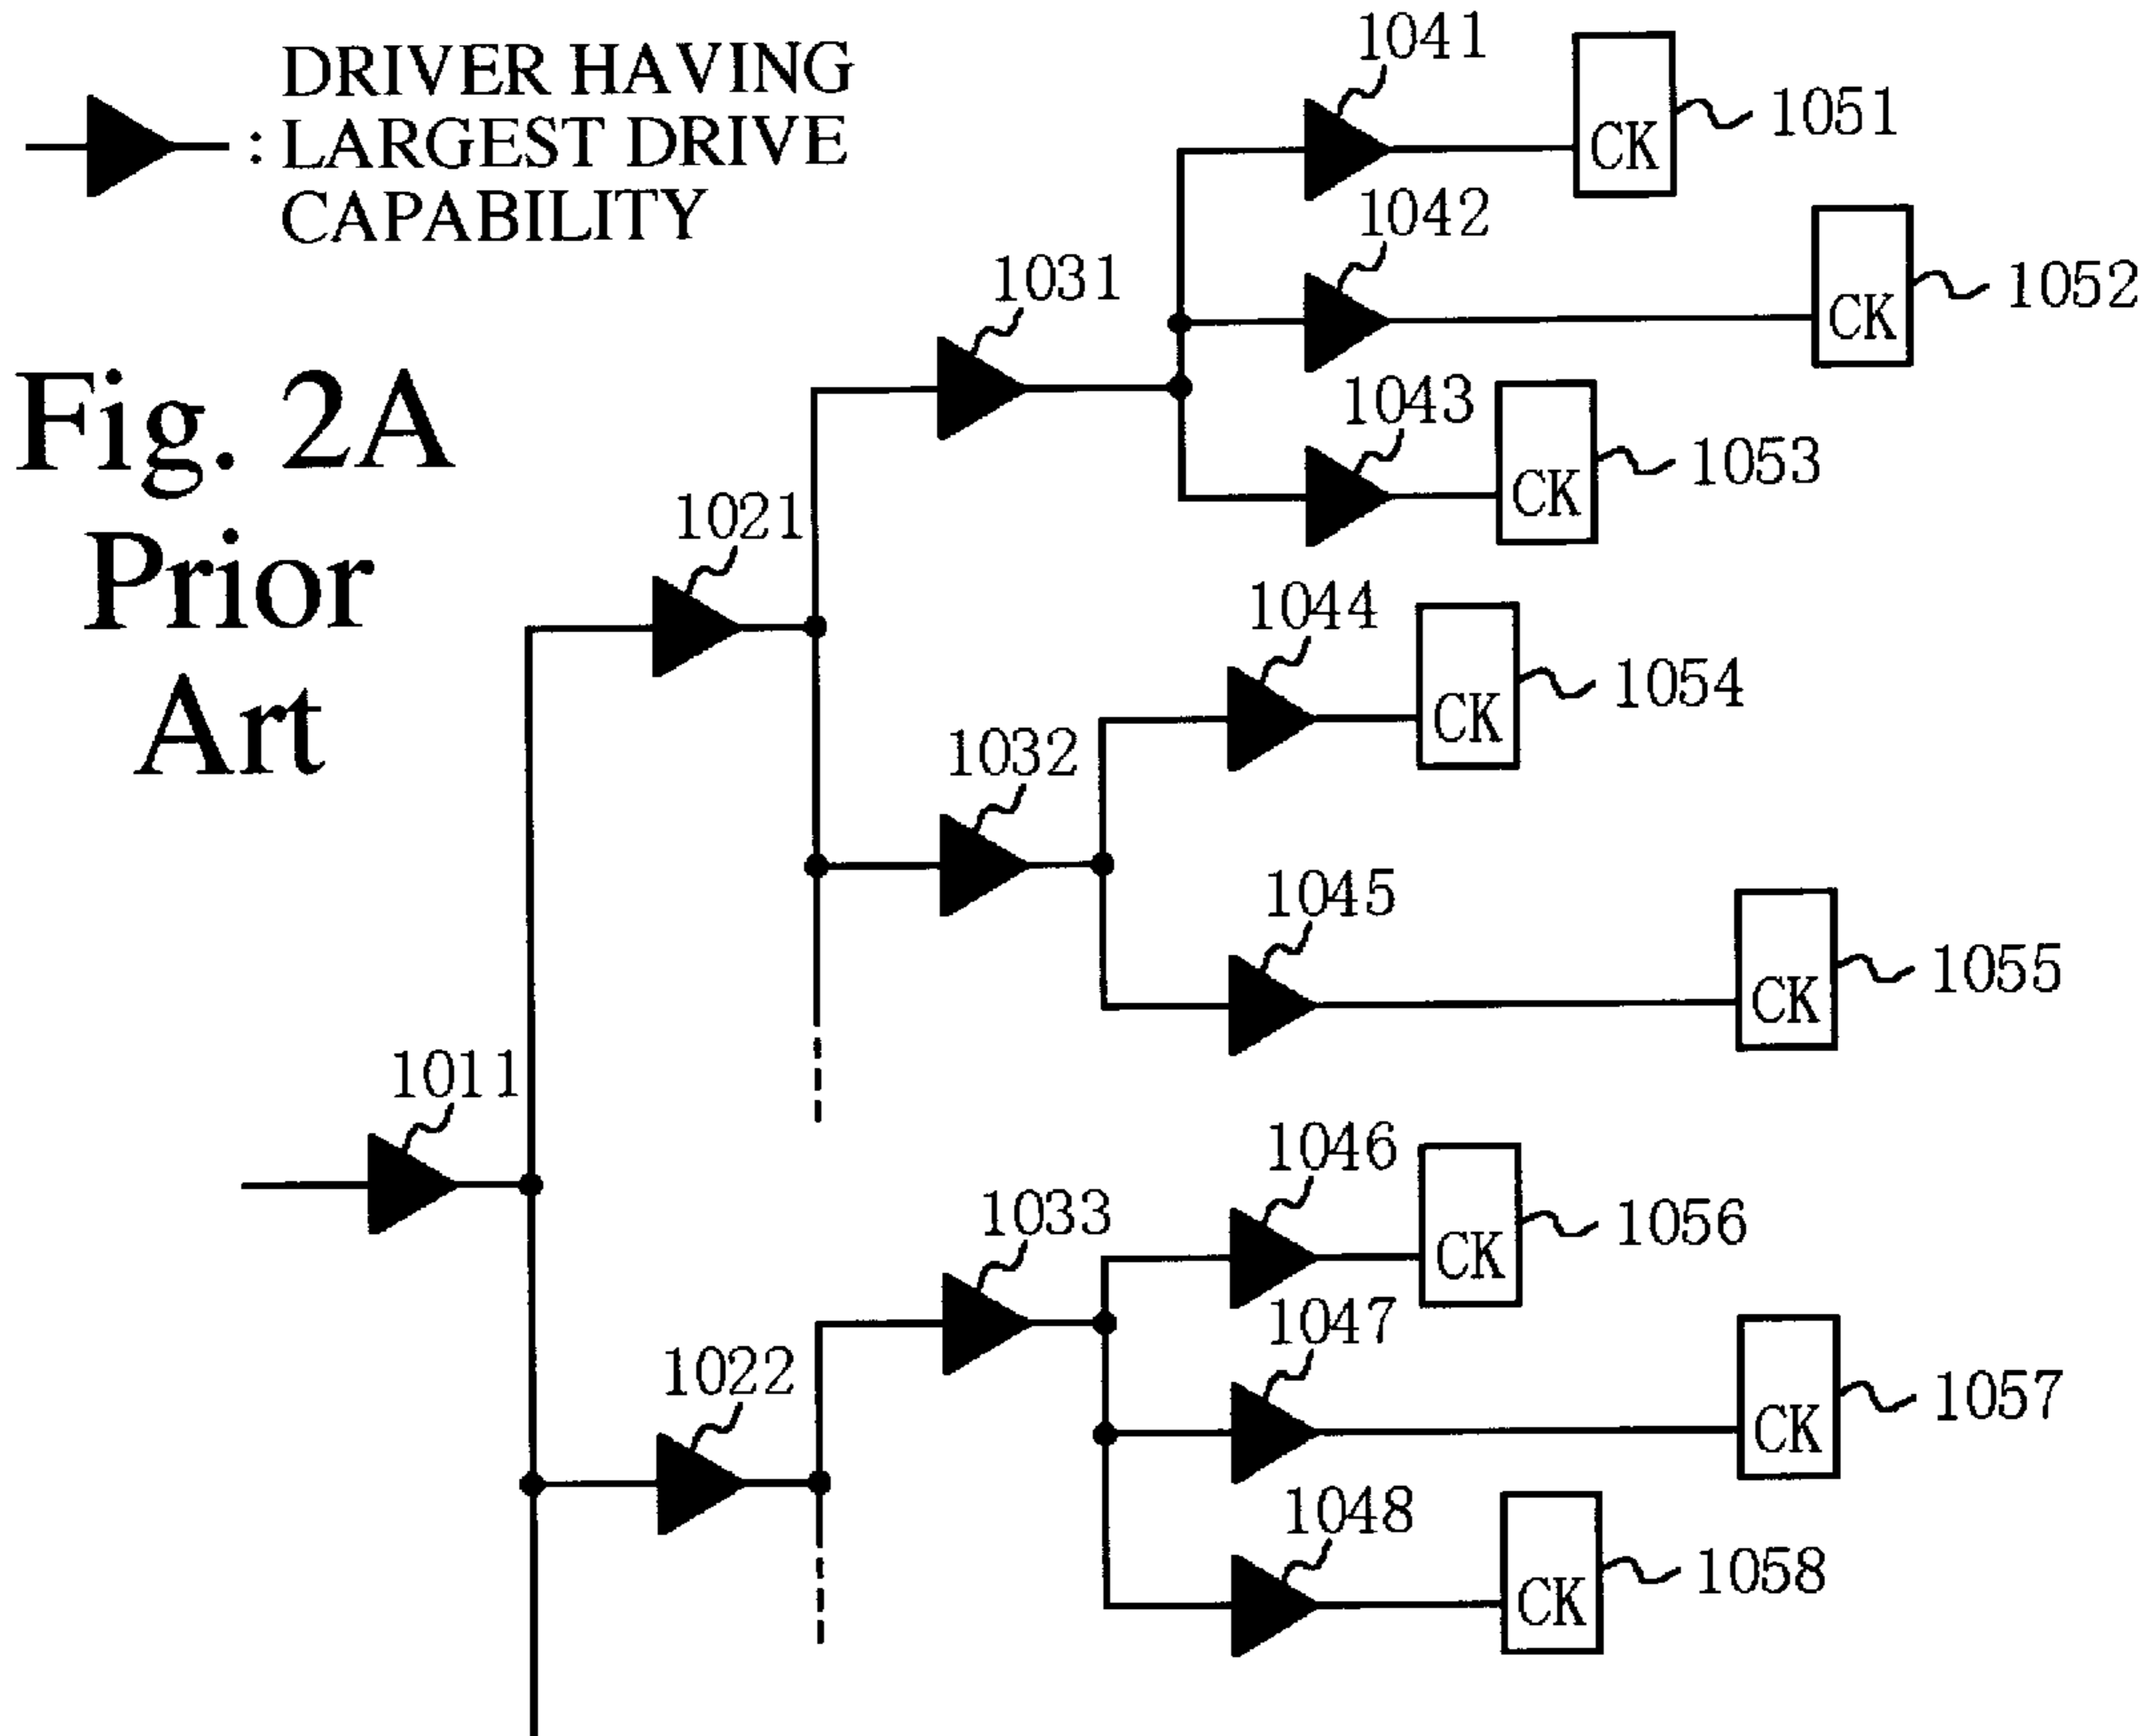 DRIVER HAVING
: LARGEST DRIVE
CAPABILITY
Fig. 2A
Prior
Art
1041
CK
1051
1042
CK
1052
1031
1043
CK
1053
1021
1044
CK
1054
1032
1045
CK
1055
1011
1046
CK
1056
1033
1047
CK
1057
1022
1048
CK
1058